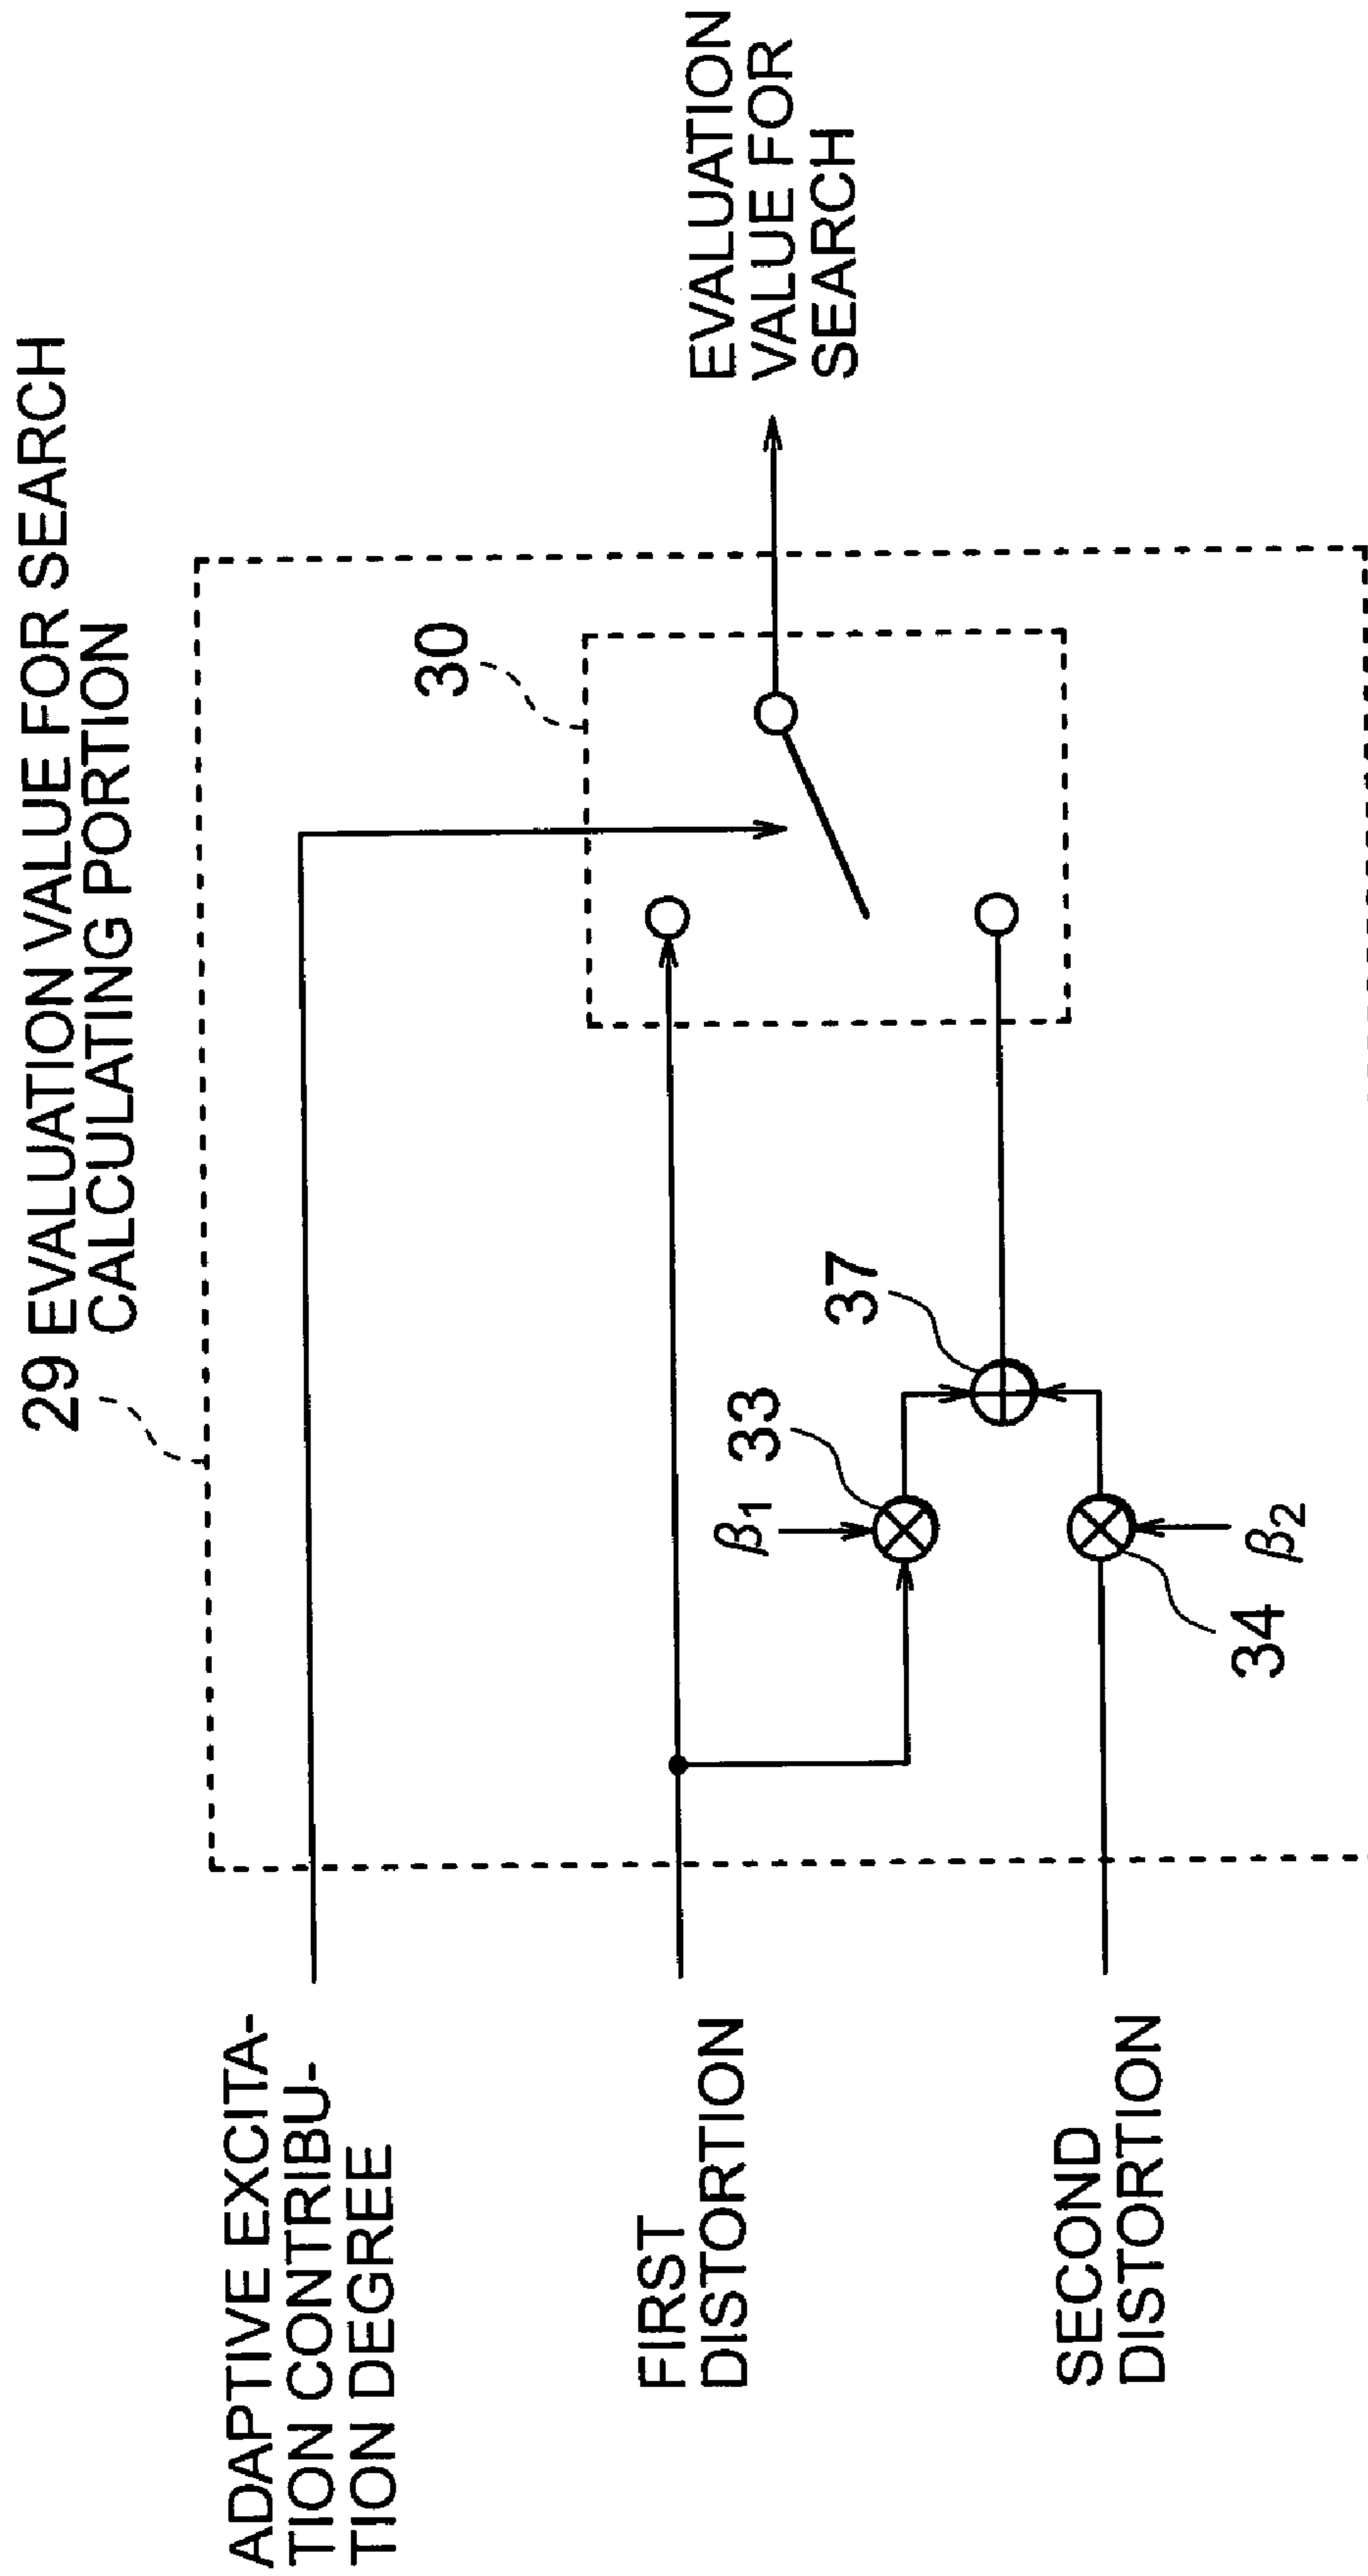 29 EVALUATION VALUE FOR SEARCH
CALCULATING PORTION
ADAPTIVE EXCITA-
TION CONTRIBU-
TION DEGREE
30
FIRST
DISTORTION
EVALUATION
VALUE FOR
SEARCH
β1 33
37
SECOND
DISTORTION
34
β2